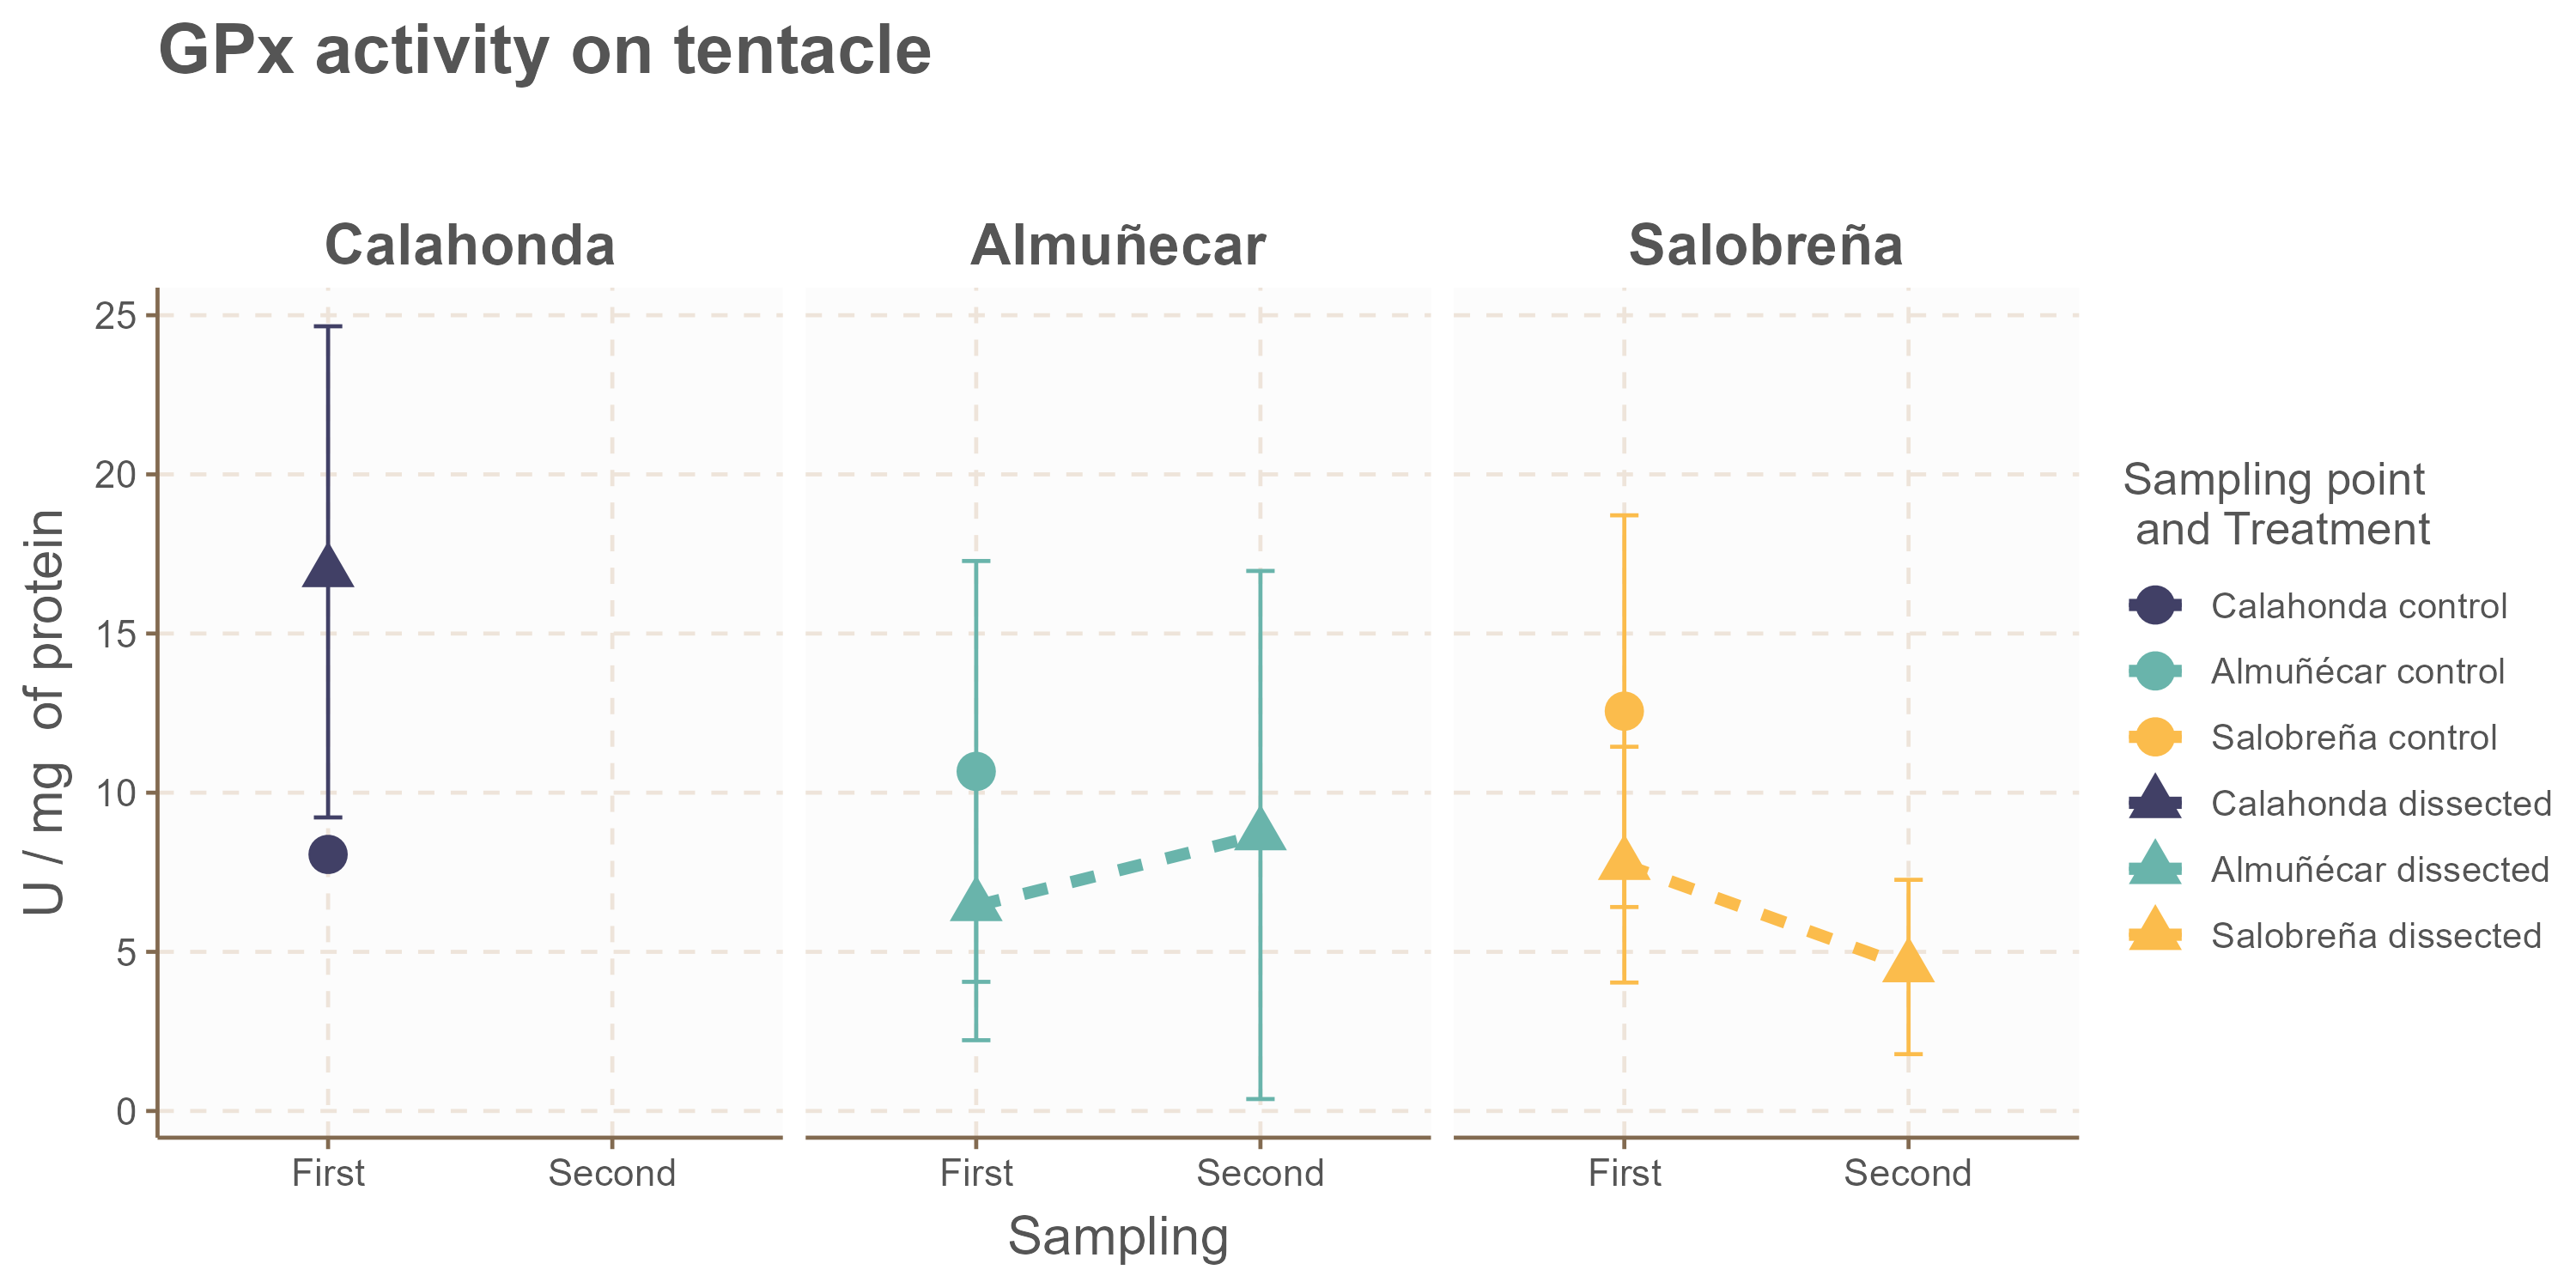 GPx activity on tentacle
Calahonda
Almuñecar
Salobreña
25
20
15
10
5
0
U / mg  of protein
First
Second
First
Second
First
Second
Sampling
Sampling point
and Treatment
Calahonda control
Almuñécar control
Salobreña control
Calahonda dissected
Almuñécar dissected
Salobreña dissected